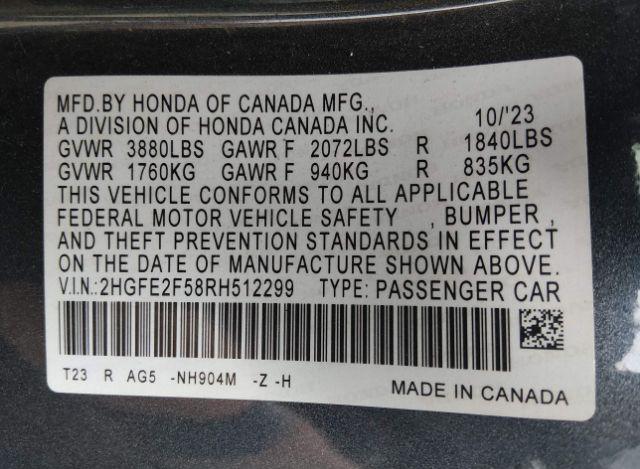 MFD.BY HONDA OF CANADA MFG.,
A DIVISION OF HONDA CANADA INC. 10/'23
GVWR 3880LBS GAWR F 2072LBS R 1840LBS
GVWR 1760KG GAWR F 940KG R 835KG
THIS VEHICLE CONFORMS TO ALL APPLICABLE
FEDERAL MOTOR VEHICLE SAFETY , BUMPER ,
AND THEFT PREVENTION STANDARDS IN EFFECT
ON THE DATE OF MANUFACTURE SHOWN ABOVE.
V.I.N.:2HGFE2F58RH512299 TYPE: PASSENGER CAR
T23 R AG5 -NH904M -Z -H
MADE IN CANADA